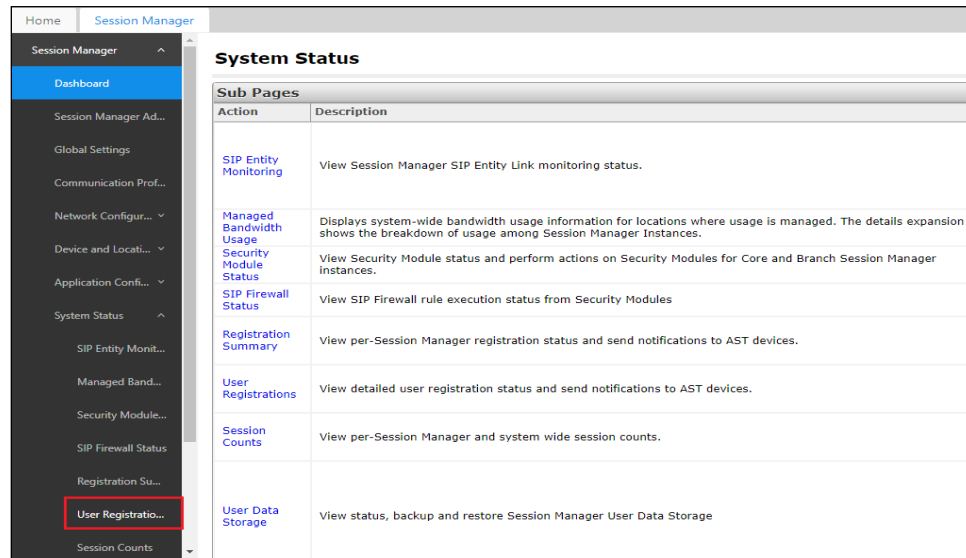 Home Session Manager
Session Manager
Dashboard
Session Manager Ad...
Global Settings
Communication Prof...
Network Configur...
Device and Locati...
Application Confi...
System Status
SIP Entity Monit...
Managed Band...
Security Module...
SIP Firewall Status
Registration Su...
User Registratio...
Session Counts
System Status
Sub Pages
Action Description
SIP Entity
Monitoring
View Session Manager SIP Entity Link monitoring status.
Managed
Bandwidth
Usage
Displays system-wide bandwidth usage information for locations where usage is managed. The details expansion
shows the breakdown of usage among Session Manager Instances.
Security
Module
Status
View Security Module status and perform actions on Security Modules for Core and Branch Session Manager
instances.
SIP Firewall
Status
View SIP Firewall rule execution status from Security Modules
Registration
Summary
View per-Session Manager registration status and send notifications to AST devices.
User
Registrations
View detailed user registration status and send notifications to AST devices.
Session
Counts
View per-Session Manager and system wide session counts.
User Data
Storage
View status, backup and restore Session Manager User Data Storage